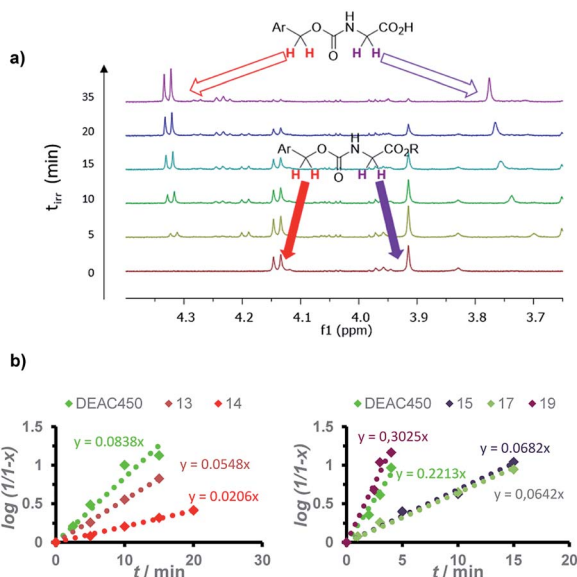 a)
Ar O N H CO₂H
O
H H H H
t_irr (min)
35
20
15
10
5
0
Ar O N H CO₂R
O
H H H H
4.3 4.2 4.1 4.0 3.9 3.8 3.7
f1 (ppm)
b)
DEAC450 13 14
log (1/1-x)
1.5
1
0.5
0
y = 0.0838x
y = 0.0548x
y = 0.0206x
0 10 20 30
t / min
DEAC450 15 17 19
log (1/1-x)
1.5
1
0.5
0
y = 0,3025x
y = 0.2213x
y = 0.0682x
y = 0,0642x
0 5 10 15 20
t / min